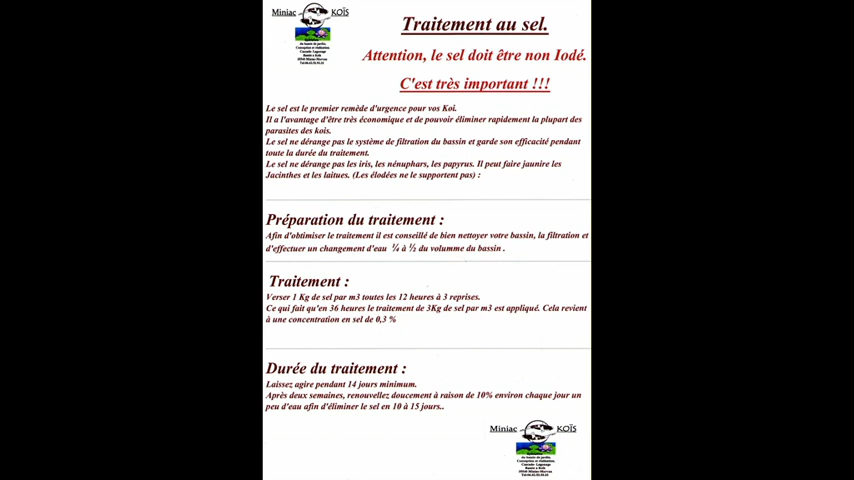 Miniac KOÏS
Traitement au sel.
Attention, le sel doit être non Iodé.
C'est très important !!!
Le sel est le premier remède d'urgence pour vos Koi.
Il a l'avantage d'être très économique et de pouvoir éliminer rapidement la plupart des
parasites des kois.
Le sel ne dérange pas le système de filtration du bassin et garde son efficacité pendant
toute la durée du traitement.
Le sel ne dérange pas les iris, les nénuphars, les papyrus. Il peut faire jaunire les
Jacinthes et les laitues. (Les élodées ne le supportent pas) :
Préparation du traitement :
Afin d'obtimiser le traitement il est conseillé de bien nettoyer votre bassin, la filtration et
d'effectuer un changement d'eau ¼ à ½ du volumme du bassin .
Traitement :
Verser 1 Kg de sel par m3 toutes les 12 heures à 3 reprises.
Ce qui fait qu'en 36 heures le traitement de 3Kg de sel par m3 est appliqué. Cela revient
à une concentration en sel de 0,3 %
Durée du traitement :
Laissez agire pendant 14 jours minimum.
Après deux semaines, renouvellez doucement à raison de 10% environ chaque jour un
peu d'eau afin d'éliminer le sel en 10 à 15 jours..
Miniac KOÏS